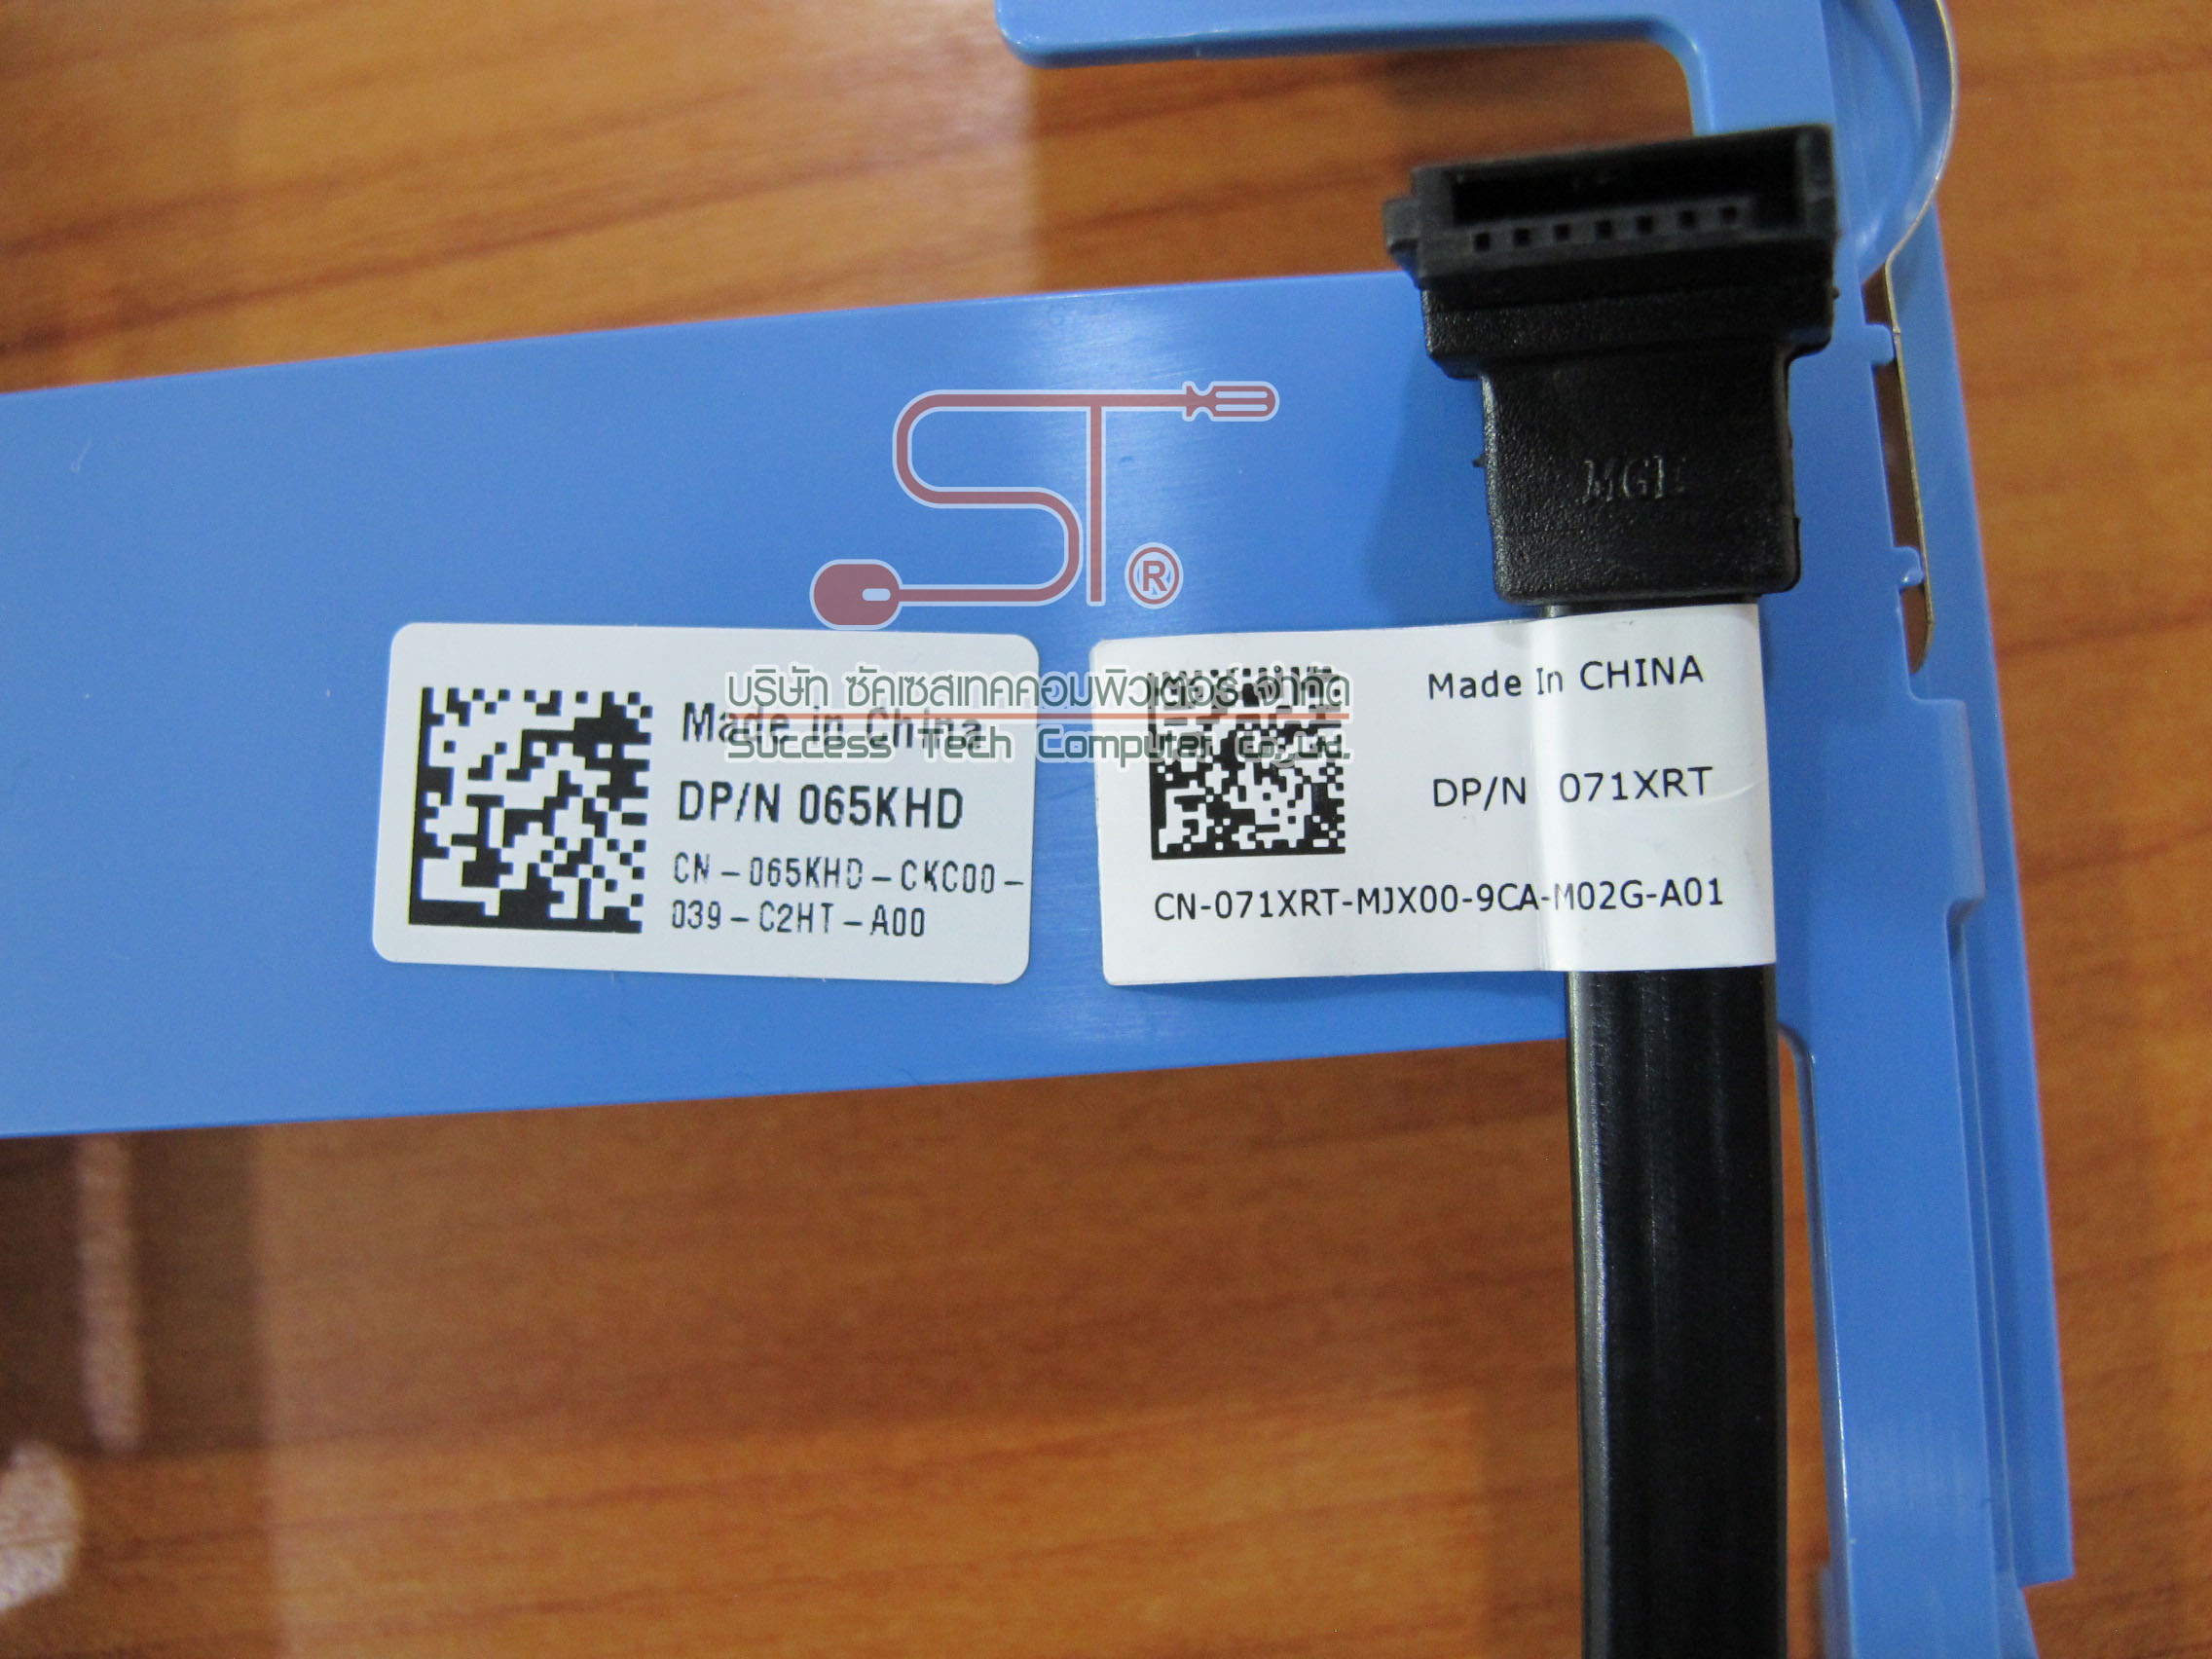 MGE
ST®
บริษัท ซัคเซสเทคคอมพิวเตอร์ จำกัด
Success Tech Computer co.,Ltd.
Made in China
DP/N 065KHD
CN-065KHD-CKC00-
039-C2HT-A00
Made In CHINA
DP/N 071XRT
CN-071XRT-MJX00-9CA-M02G-A01